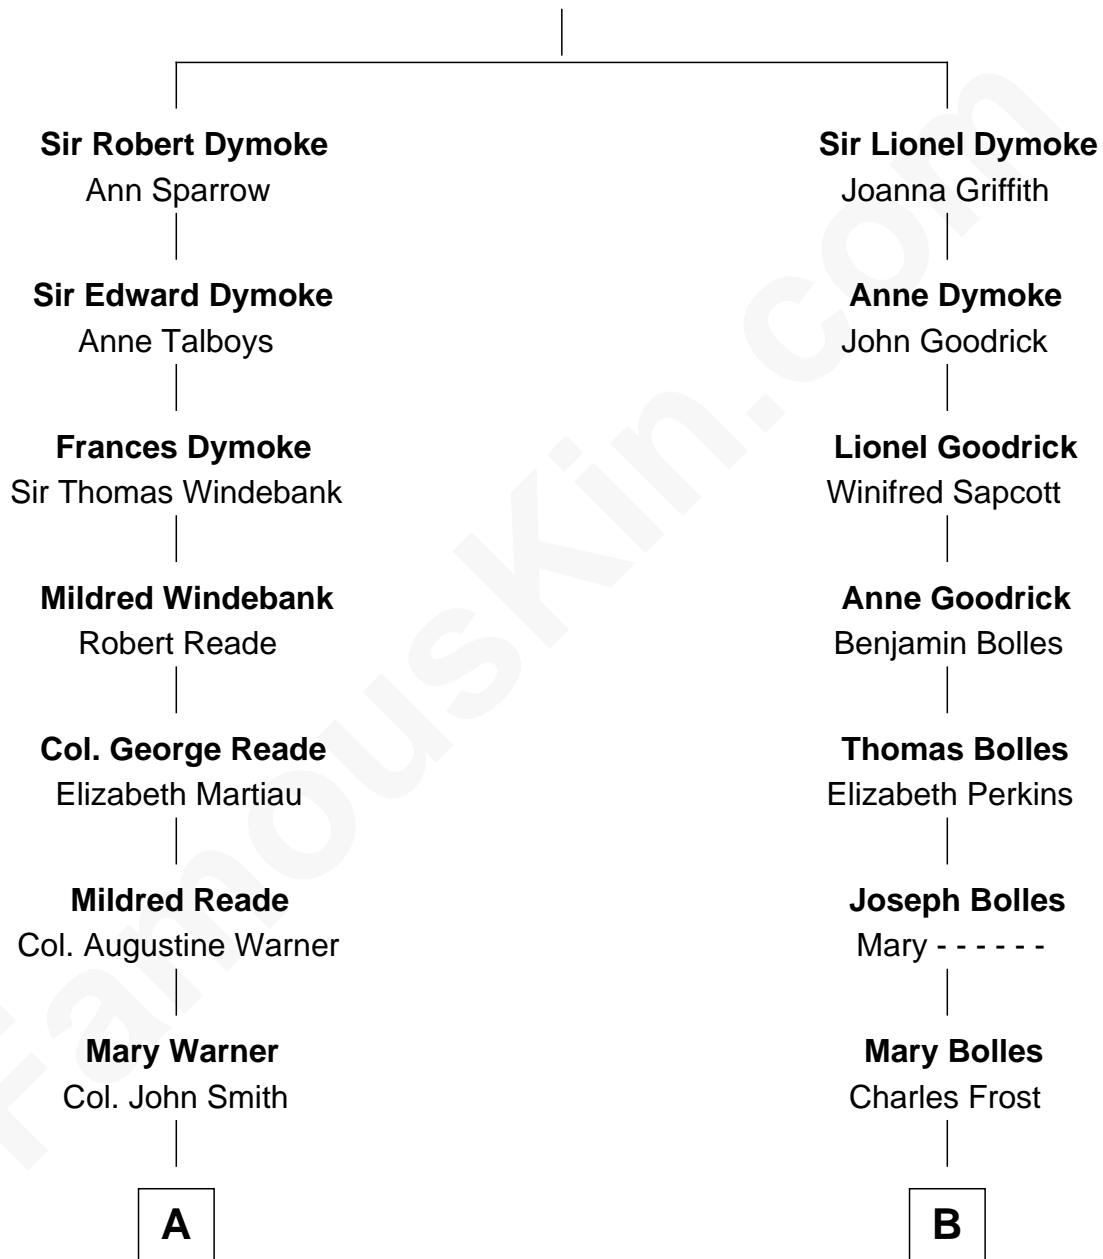 Sir Robert Dymoke
Ann Sparrow
Sir Edward Dymoke
Anne Talboys
Frances Dymoke
Sir Thomas Windebank
Mildred Windebank
Robert Reade
Col. George Reade
Elizabeth Martiau
Mildred Reade
Col. Augustine Warner
Mary Warner
Col. John Smith
A
Sir Lionel Dymoke
Joanna Griffith
Anne Dymoke
John Goodrick
Lionel Goodrick
Winifred Sapcott
Anne Goodrick
Benjamin Bolles
Thomas Bolles
Elizabeth Perkins
Joseph Bolles
Mary - - - - - -
Mary Bolles
Charles Frost
B
FamousKin.com